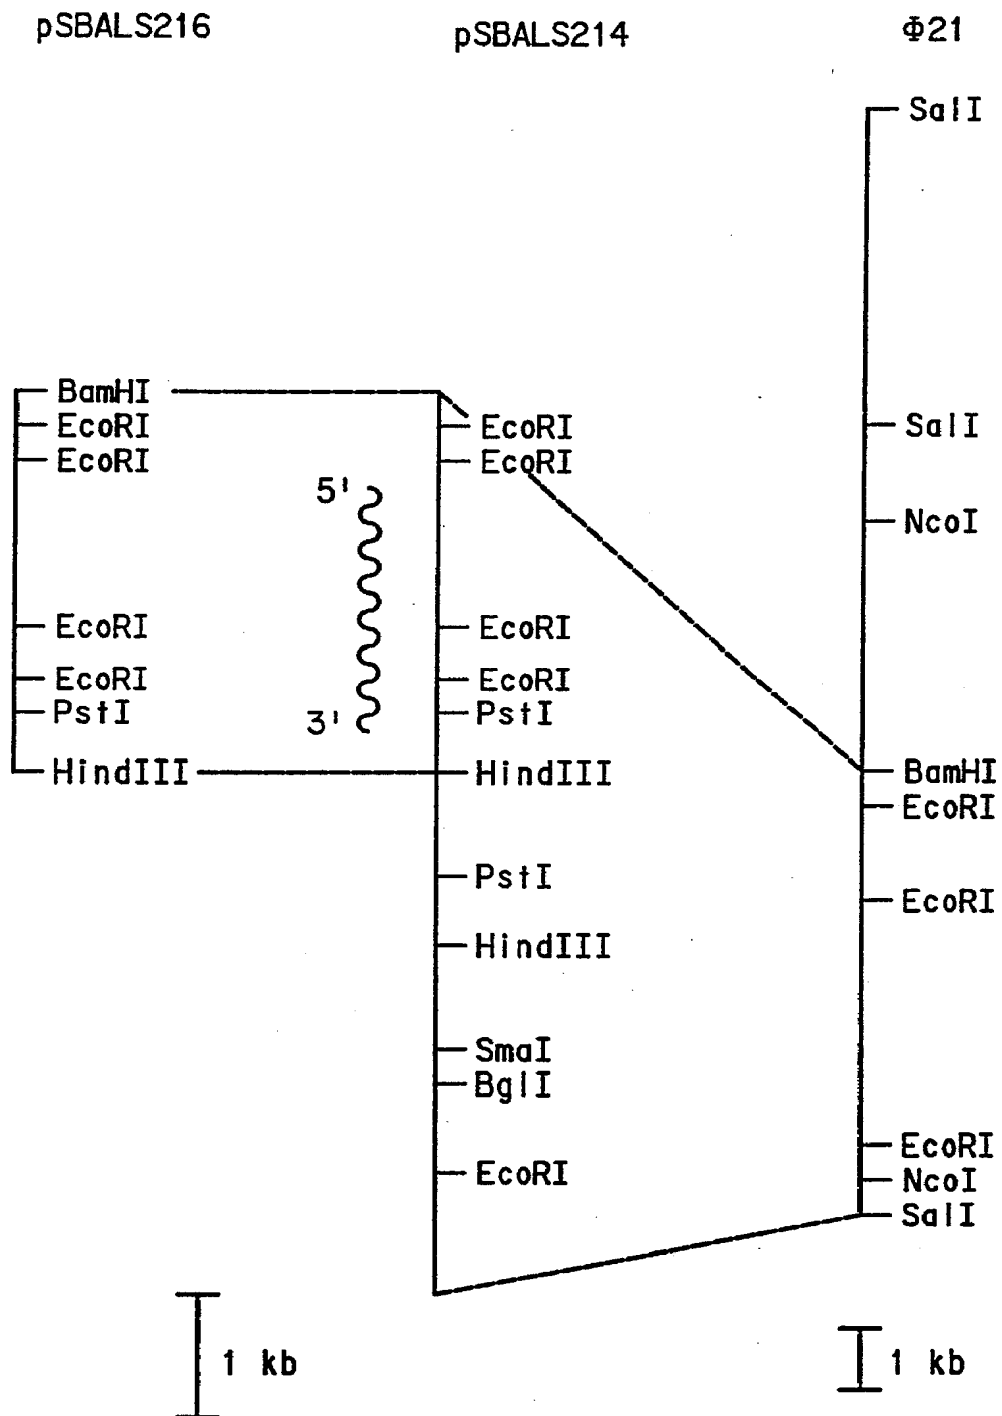 pSBALS216
pSBALS214
Φ21
BamHI
EcoRI
EcoRI
EcoRI
EcoRI
PstI
HindIII
5'
3'
EcoRI
EcoRI
EcoRI
EcoRI
PstI
HindIII
PstI
HindIII
SmaI
BglI
EcoRI
SalI
SalI
NcoI
BamHI
EcoRI
EcoRI
EcoRI
NcoI
SalI
1 kb
1 kb